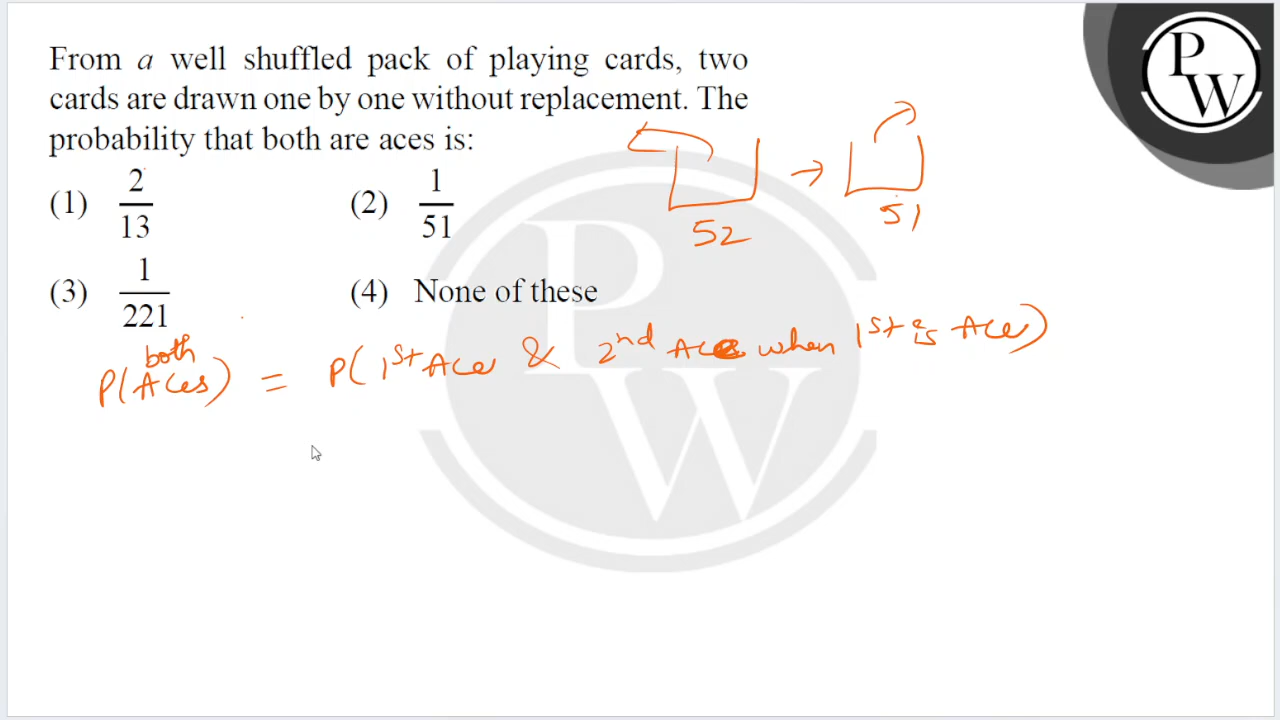 From a well shuffled pack of playing cards, two
cards are drawn one by one without replacement. The
probability that both are aces is:
(1) 2/13 (2) 1/51
(3) 1/221 (4) None of these
52 → 51
P(both Aces) = P(1st Ace & 2nd Ace when 1st is Ace)
PW
PW